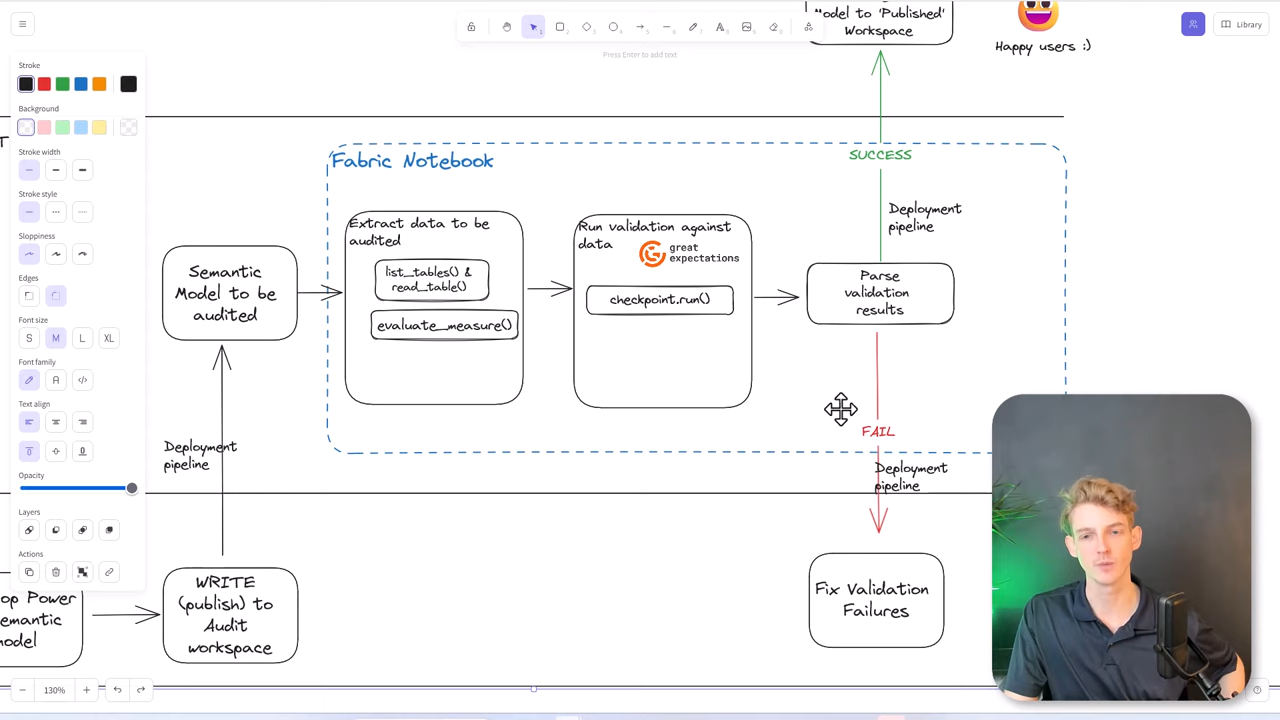 Model to 'Published'
Workspace
Happy users :)
Library
Press Enter to add text
Stroke
Background
Stroke width
Stroke style
Sloppiness
Edges
Font size
S M L XL
Font family
Text align
Opacity
Layers
Actions
130%
Fabric Notebook
SUCCESS
Deployment
pipeline
Extract data to be
audited
list_tables() &
read_table()
evaluate_measure()
Run validation against
data
great
expectations
checkpoint.run()
Parse
validation
results
Semantic
Model to be
audited
FAIL
Deployment
pipeline
Deployment
pipeline
Fix Validation
Failures
WRITE
(publish) to
Audit
workspace
op Power
emantic
odel